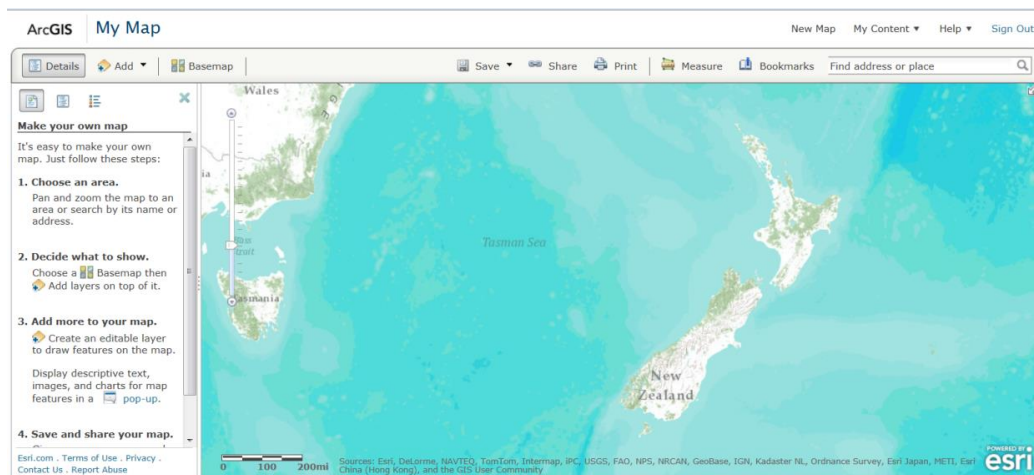 ArcGIS My Map New Map My Content ▼ Help ▼ Sign Out
Details Add ▼ Basemap Save ▼ Share Print Measure Bookmarks Find address or place
Make your own map
It's easy to make your own
map. Just follow these steps:
1. Choose an area.
Pan and zoom the map to an
area or search by its name or
address.
2. Decide what to show.
Choose a Basemap then
Add layers on top of it.
3. Add more to your map.
Create an editable layer
to draw features on the map.
Display descriptive text,
images, and charts for map
features in a pop-up.
4. Save and share your map.
Esri.com . Terms of Use . Privacy .
Contact Us . Report Abuse
Wales
Tasman Sea
asmania
New
Zealand
0 100 200mi
Sources: Esri, DeLorme, NAVTEQ, TomTom, Intermap, iPC, USGS, FAO, NPS, NRCAN, GeoBase, IGN, Kadaster NL, Ordnance Survey, Esri Japan, METI, Esri
China (Hong Kong), and the GIS User Community
POWERED BY
esri